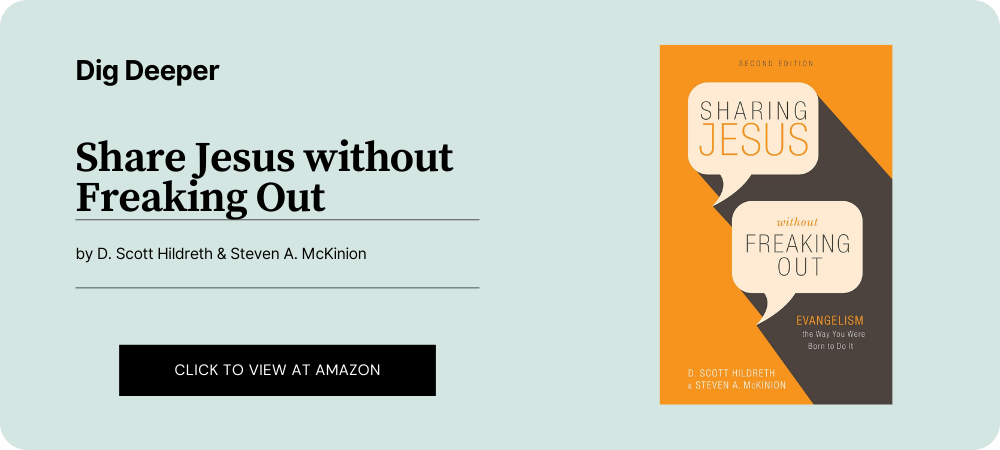 Dig Deeper
Share Jesus without
Freaking Out
by D. Scott Hildreth & Steven A. McKinion
CLICK TO VIEW AT AMAZON
SECOND EDITION
SHARING
JESUS
without
FREAKING
OUT
EVANGELISM
the Way You Were
Born to Do It
D. SCOTT HILDRETH
& STEVEN A. McKINION